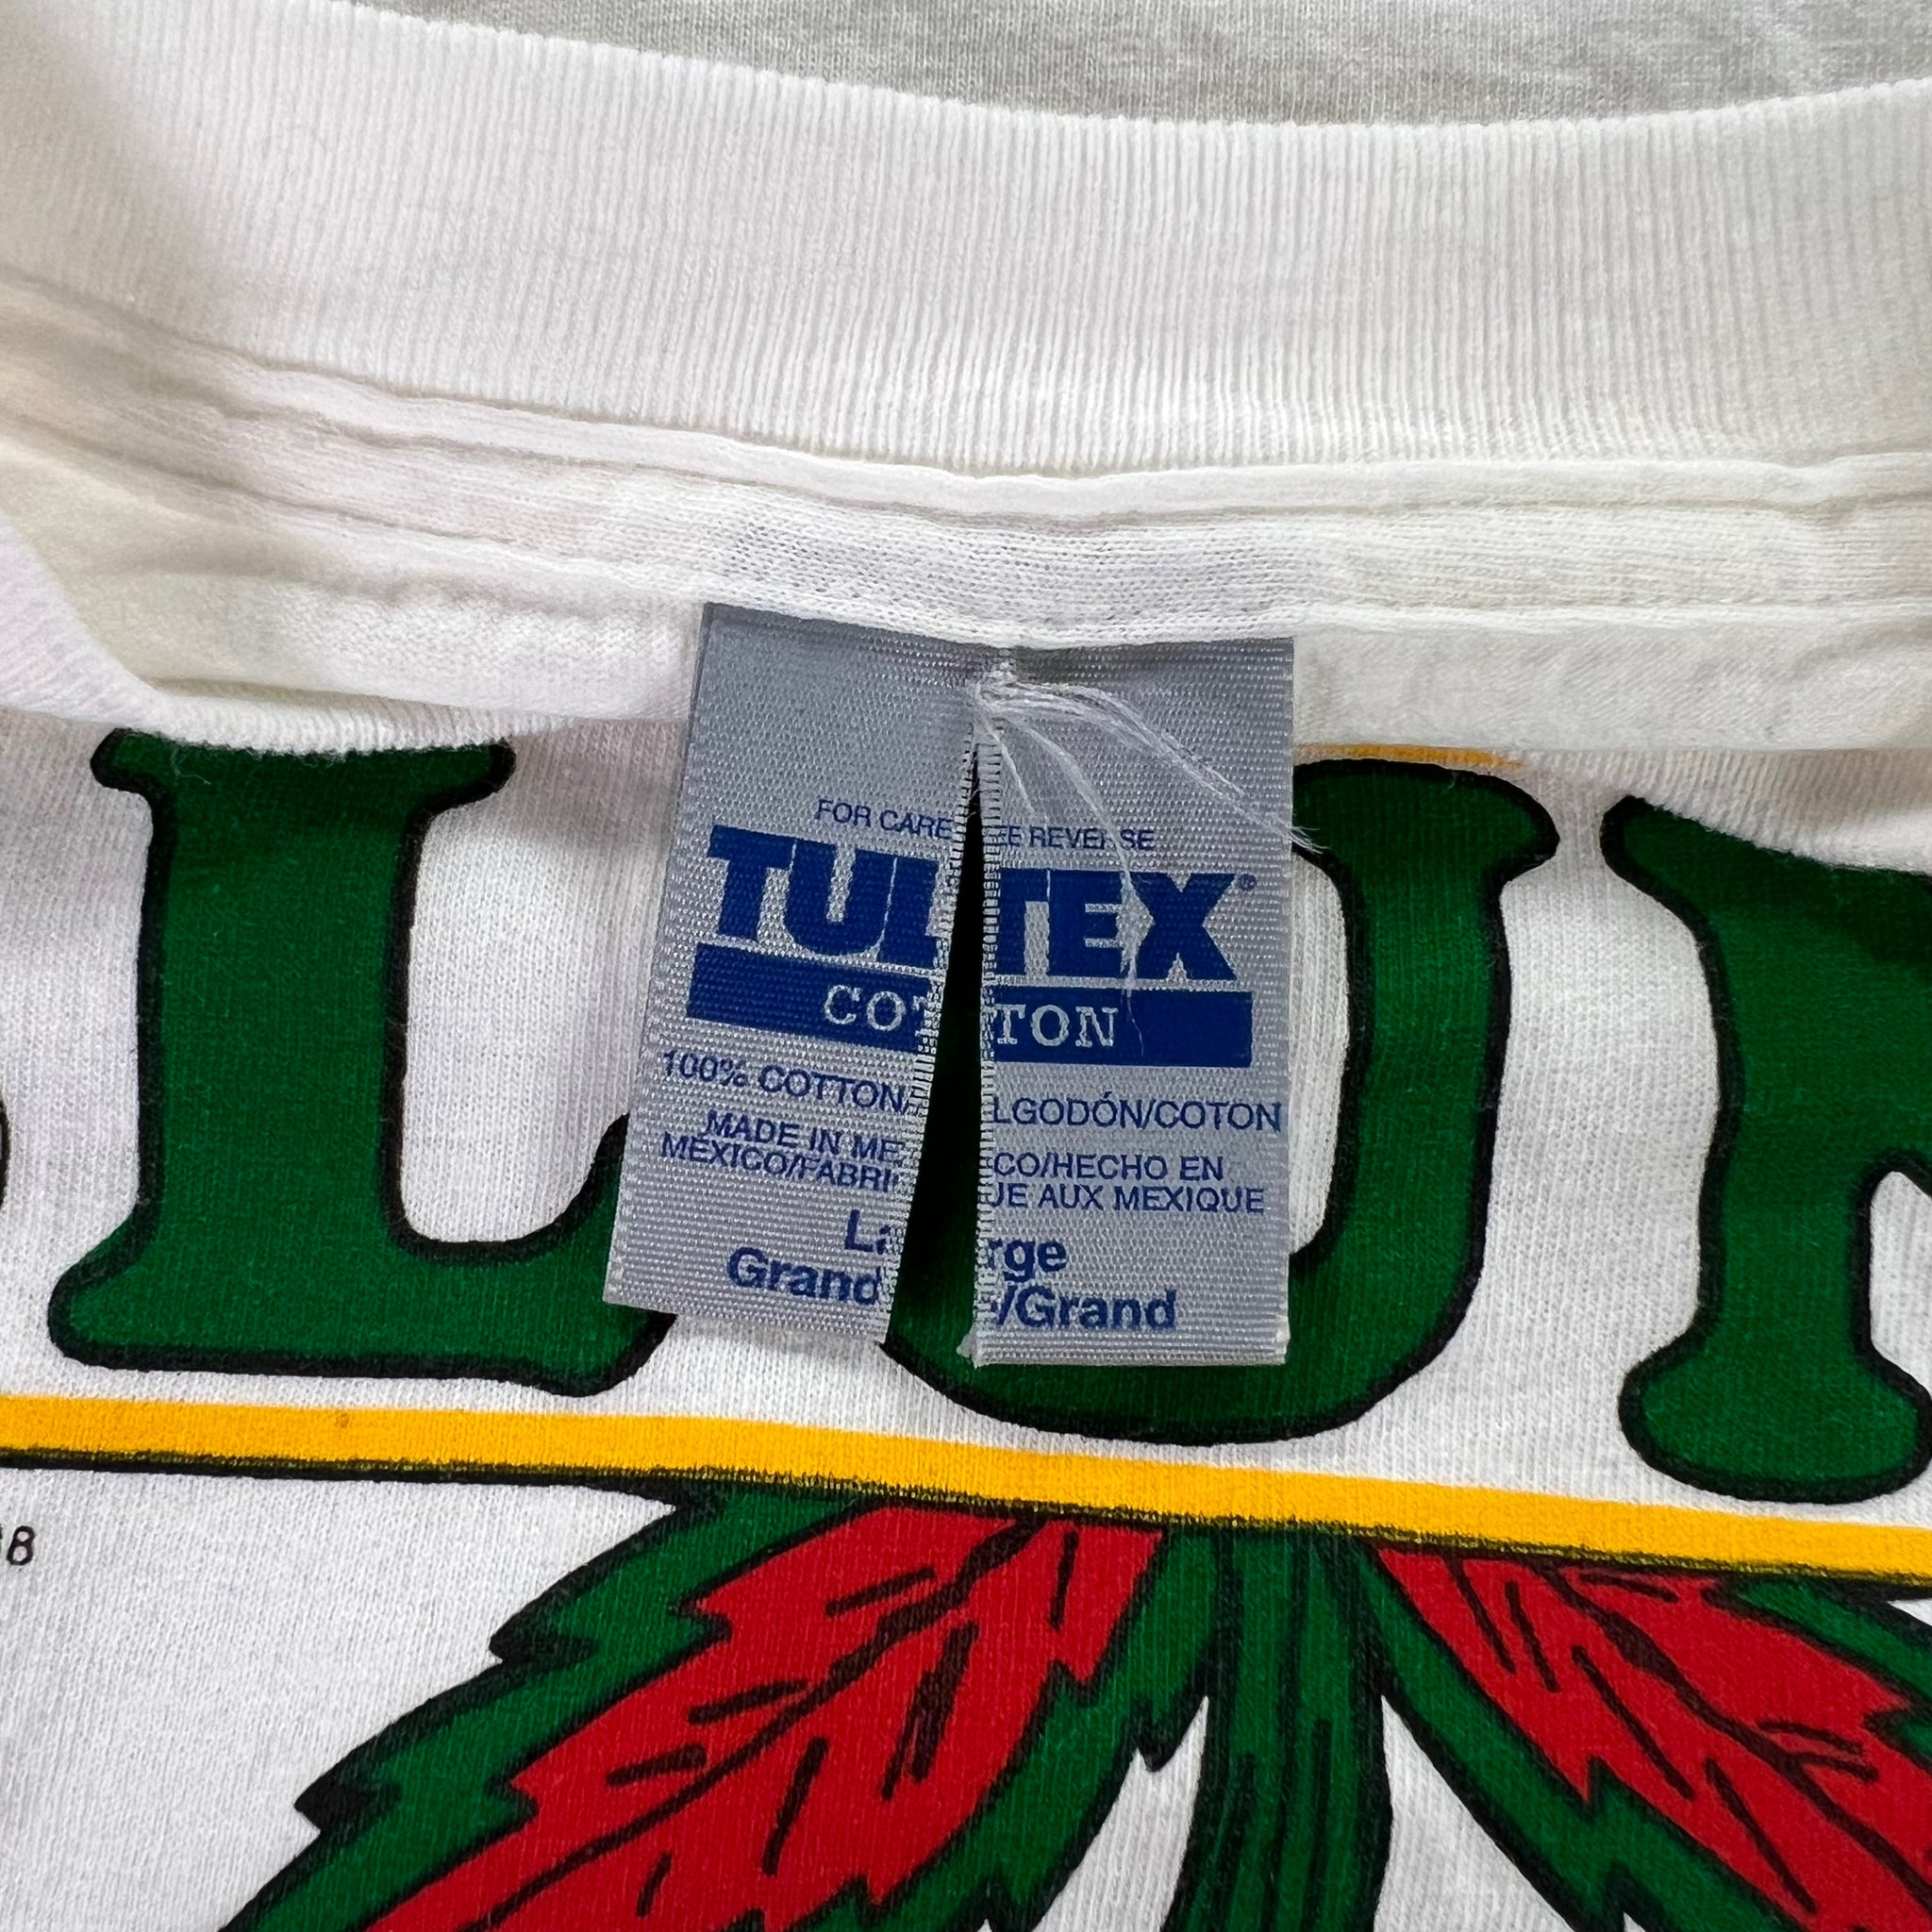 FOR CARE SEE REVERSE
TULTEX®
COTTON
100% COTTON/ALGODÓN/COTON
MADE IN MEXICO/HECHO EN
MÉXICO/FABRIQUE AUX MEXIQUE
Large
Grande/Grand